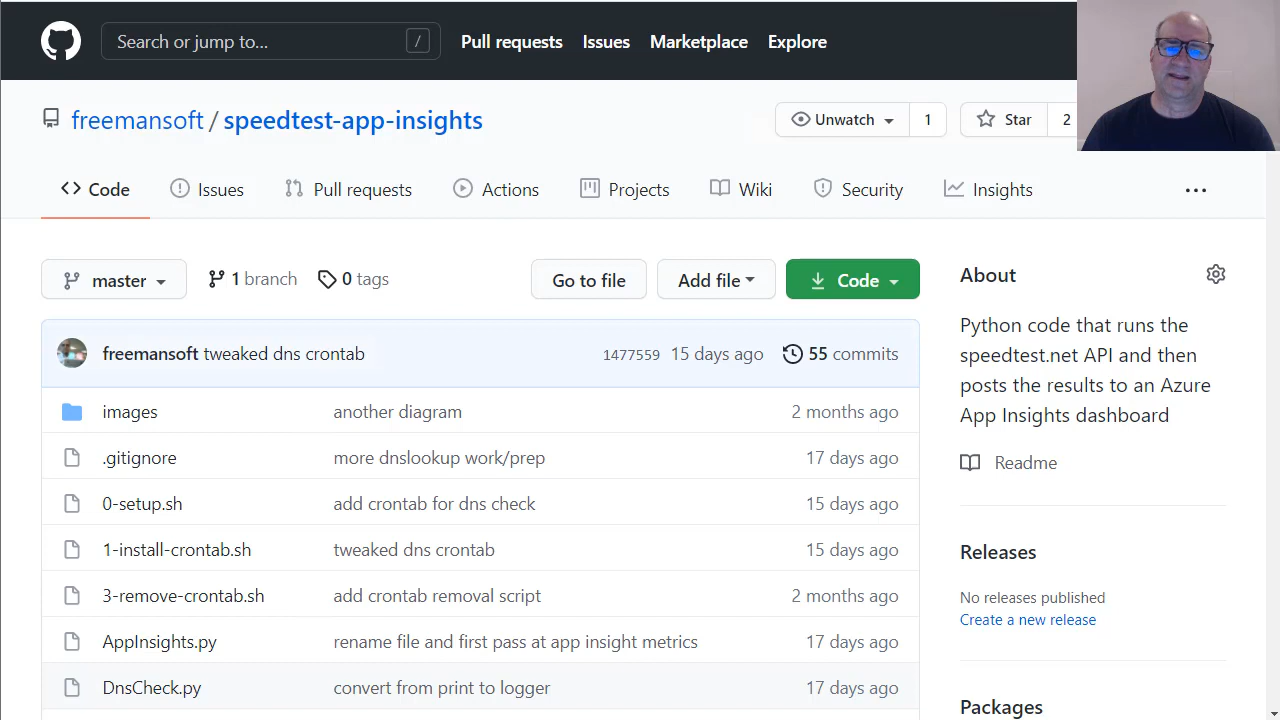 Search or jump to... /
Pull requests Issues Marketplace Explore
freemansoft / speedtest-app-insights
Unwatch 1 Star 2
Code Issues Pull requests Actions Projects Wiki Security Insights ...
master 1 branch 0 tags Go to file Add file Code
freemansoft tweaked dns crontab 1477559 15 days ago 55 commits
images another diagram 2 months ago
.gitignore more dnslookup work/prep 17 days ago
0-setup.sh add crontab for dns check 15 days ago
1-install-crontab.sh tweaked dns crontab 15 days ago
3-remove-crontab.sh add crontab removal script 2 months ago
AppInsights.py rename file and first pass at app insight metrics 17 days ago
DnsCheck.py convert from print to logger 17 days ago
About
Python code that runs the
speedtest.net API and then
posts the results to an Azure
App Insights dashboard
Readme
Releases
No releases published
Create a new release
Packages